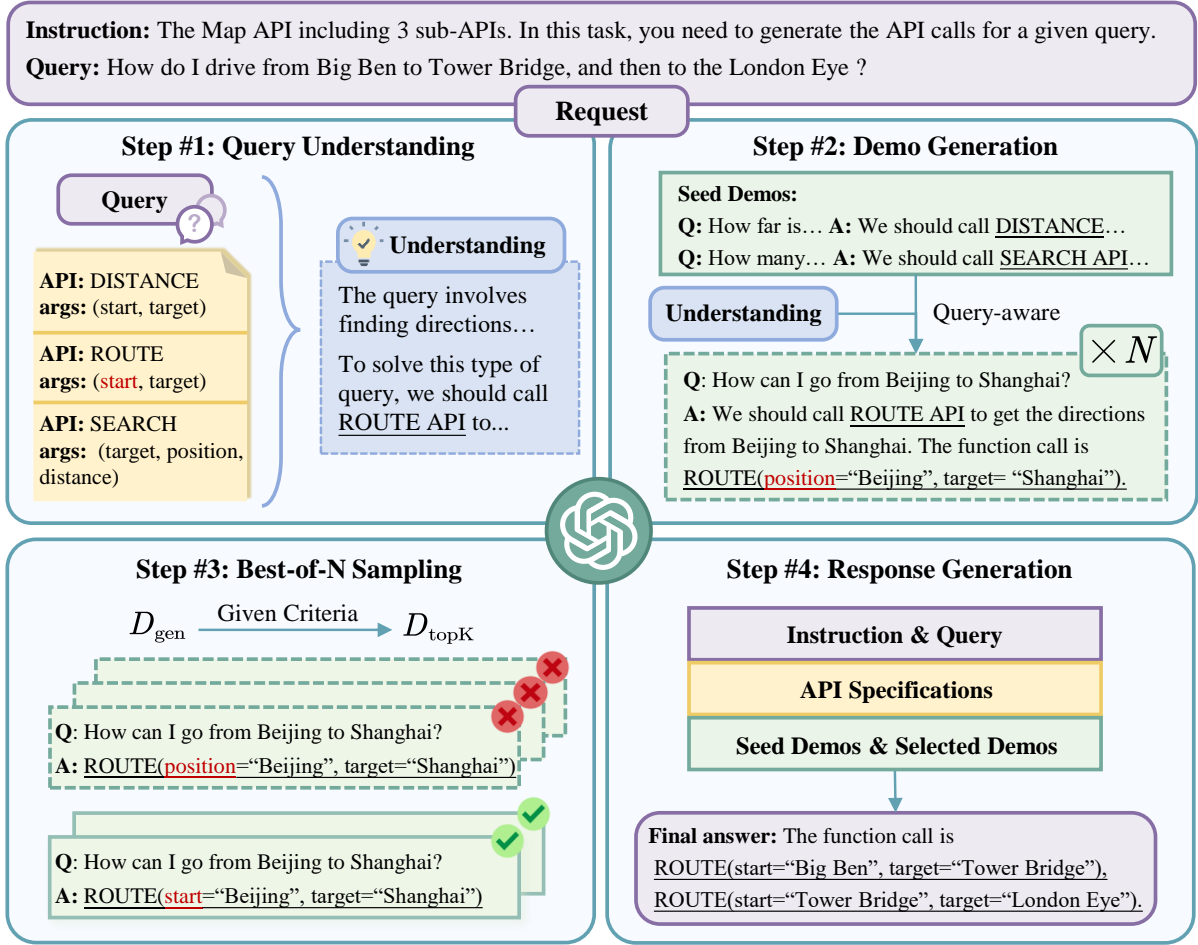 Instruction: The Map API including 3 sub-APIs. In this task, you need to generate the API calls for a given query.
Query: How do I drive from Big Ben to Tower Bridge, and then to the London Eye ?
Request
Step #1: Query Understanding
Query
?
API: DISTANCE
args: (start, target)
API: ROUTE
args: (start, target)
API: SEARCH
args: (target, position,
distance)
Understanding
The query involves
finding directions…
To solve this type of
query, we should call
ROUTE API to...
Step #2: Demo Generation
Seed Demos:
Q: How far is… A: We should call DISTANCE…
Q: How many… A: We should call SEARCH API…
Understanding
Query-aware
× N
Q: How can I go from Beijing to Shanghai?
A: We should call ROUTE API to get the directions
from Beijing to Shanghai. The function call is
ROUTE(position=“Beijing”, target= “Shanghai”).
Step #3: Best-of-N Sampling
Dgen Given Criteria DtopK
Q: How can I go from Beijing to Shanghai?
A: ROUTE(position=“Beijing”, target=“Shanghai”)
Q: How can I go from Beijing to Shanghai?
A: ROUTE(start=“Beijing”, target=“Shanghai”)
Step #4: Response Generation
Instruction & Query
API Specifications
Seed Demos & Selected Demos
Final answer: The function call is
ROUTE(start=“Big Ben”, target=“Tower Bridge”),
ROUTE(start=“Tower Bridge”, target=“London Eye”).